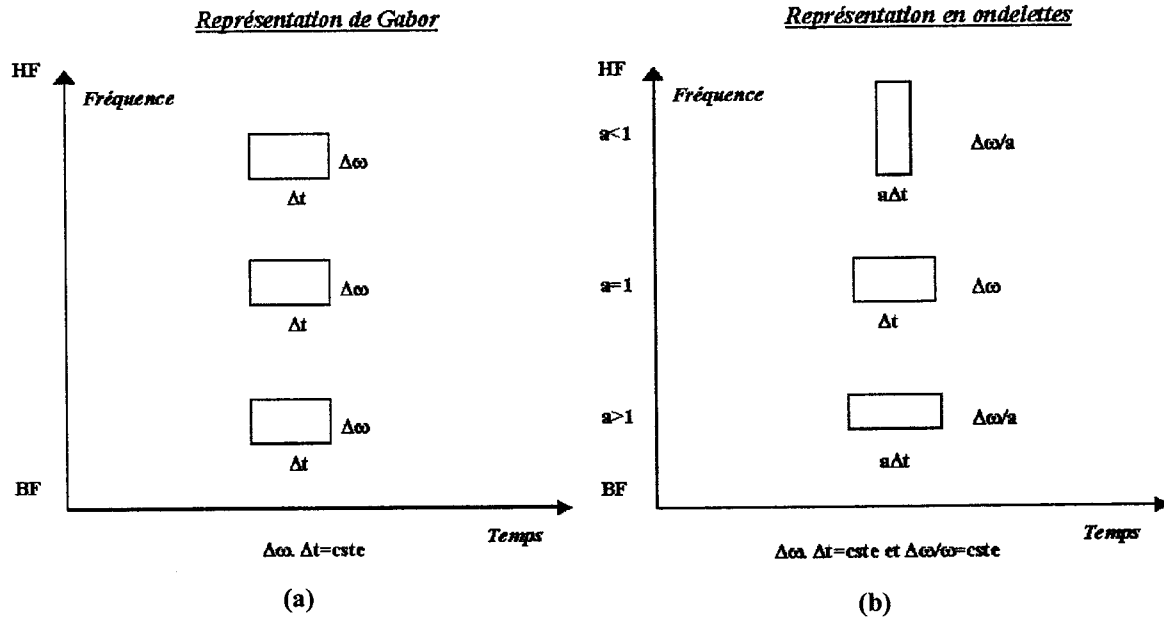 Représentation de Gabor
HF
Fréquence
Δω
Δt
Δω
Δt
Δω
Δt
BF
Temps
Δω. Δt=cste
(a)
Représentation en ondelettes
HF
Fréquence
a<1
Δω/a
aΔt
a=1
Δω
Δt
a>1
Δω/a
aΔt
BF
Temps
Δω. Δt=cste et Δω/ω=cste
(b)